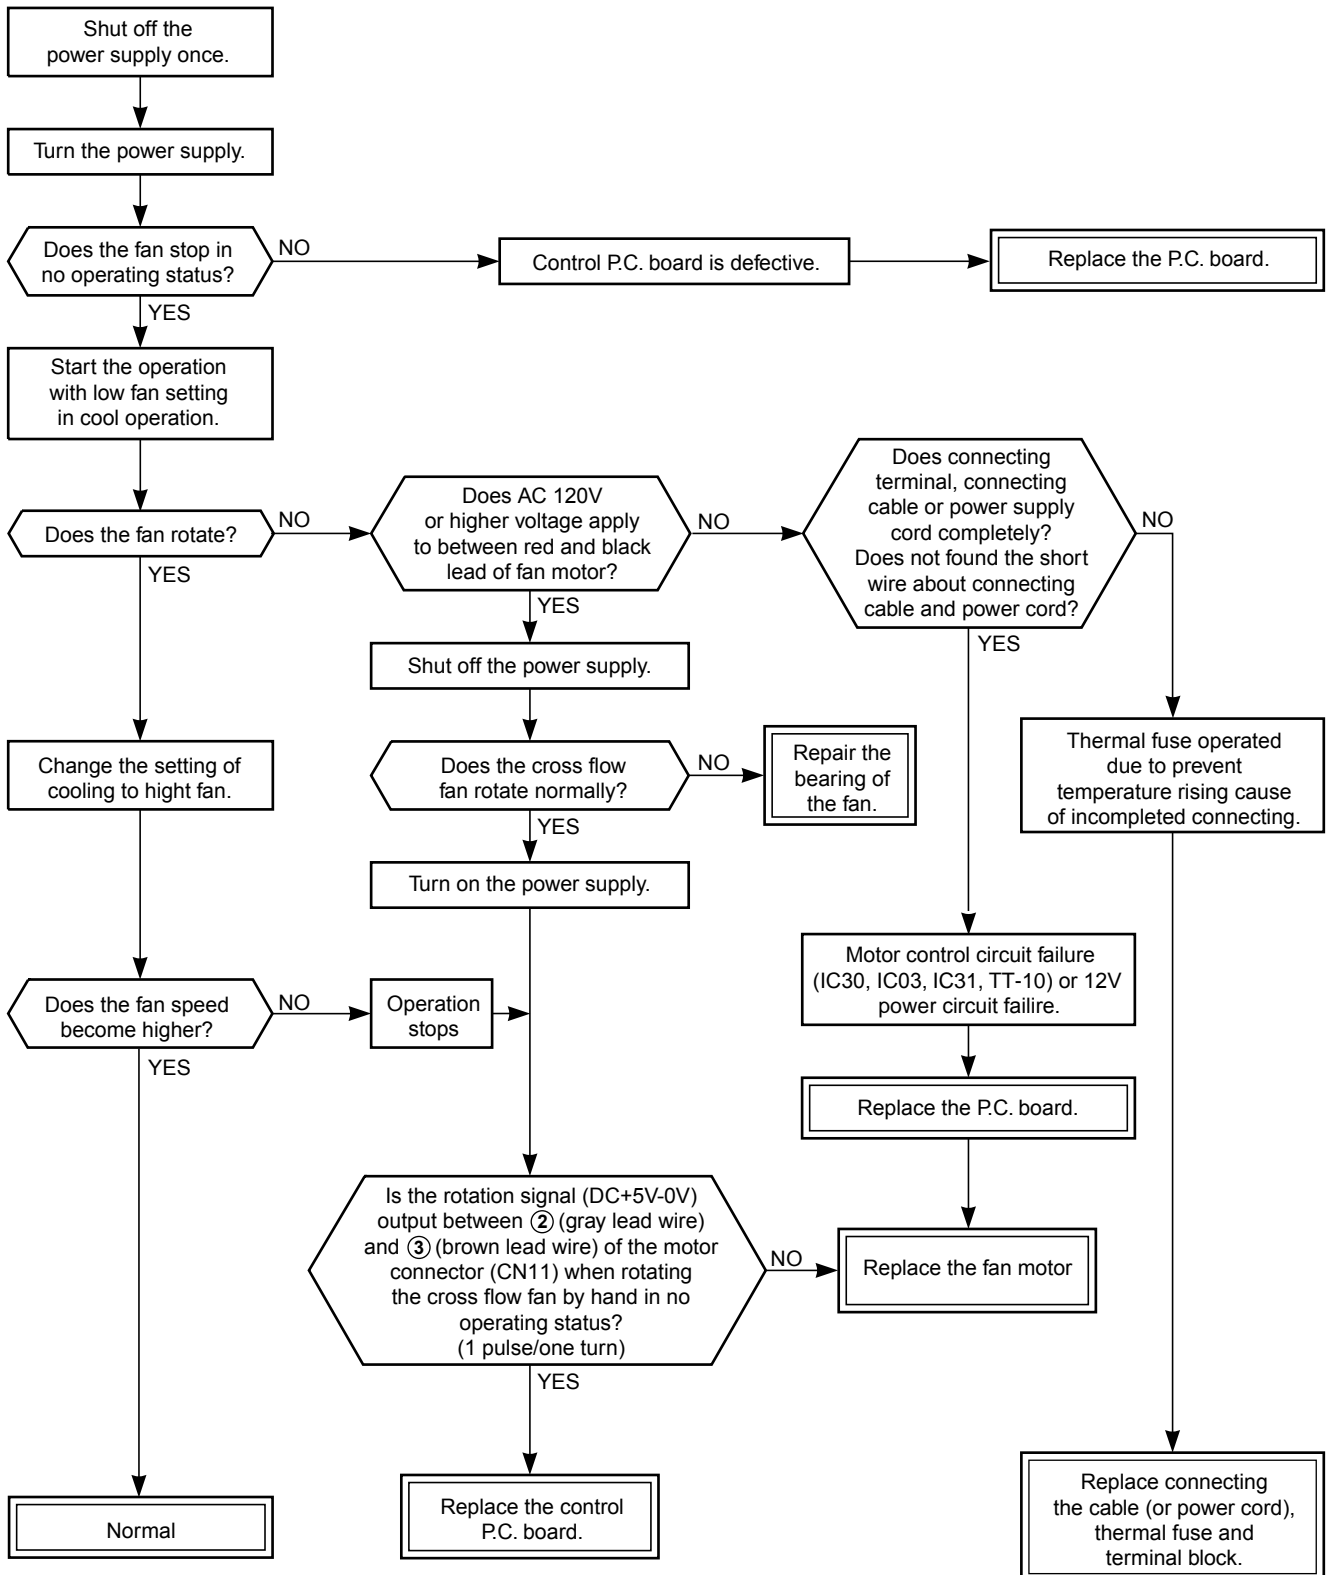 Shut off the
power supply once.
Turn the power supply.
Does the fan stop in
no operating status?
NO
Control P.C. board is defective.
Replace the P.C. board.
YES
Start the operation
with low fan setting
in cool operation.
Does the fan rotate?
NO
Does AC 120V
or higher voltage apply
to between red and black
lead of fan motor?
NO
Does connecting
terminal, connecting
cable or power supply
cord completely?
Does not found the short
wire about connecting
cable and power cord?
NO
YES
YES
YES
Shut off the power supply.
Change the setting of
cooling to hight fan.
Does the cross flow
fan rotate normally?
NO
Repair the
bearing of
the fan.
Thermal fuse operated
due to prevent
temperature rising cause
of incompleted connecting.
YES
Turn on the power supply.
Motor control circuit failure
(IC30, IC03, IC31, TT-10) or 12V
power circuit failire.
Does the fan speed
become higher?
NO
Operation
stops
YES
Replace the P.C. board.
Is the rotation signal (DC+5V-0V)
output between ② (gray lead wire)
and ③ (brown lead wire) of the motor
connector (CN11) when rotating
the cross flow fan by hand in no
operating status?
(1 pulse/one turn)
NO
Replace the fan motor
YES
Normal
Replace the control
P.C. board.
Replace connecting
the cable (or power cord),
thermal fuse and
terminal block.